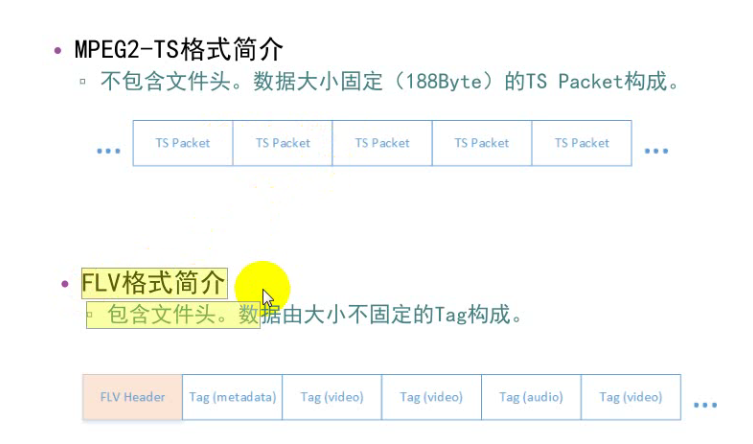 • MPEG2-TS格式简介
▫ 不包含文件头。数据大小固定（188Byte）的TS Packet构成。
... TS Packet TS Packet TS Packet TS Packet TS Packet ...
• FLV格式简介
▫ 包含文件头。数据由大小不固定的Tag构成。
FLV Header Tag (metadata) Tag (video) Tag (video) Tag (audio) Tag (video) ...